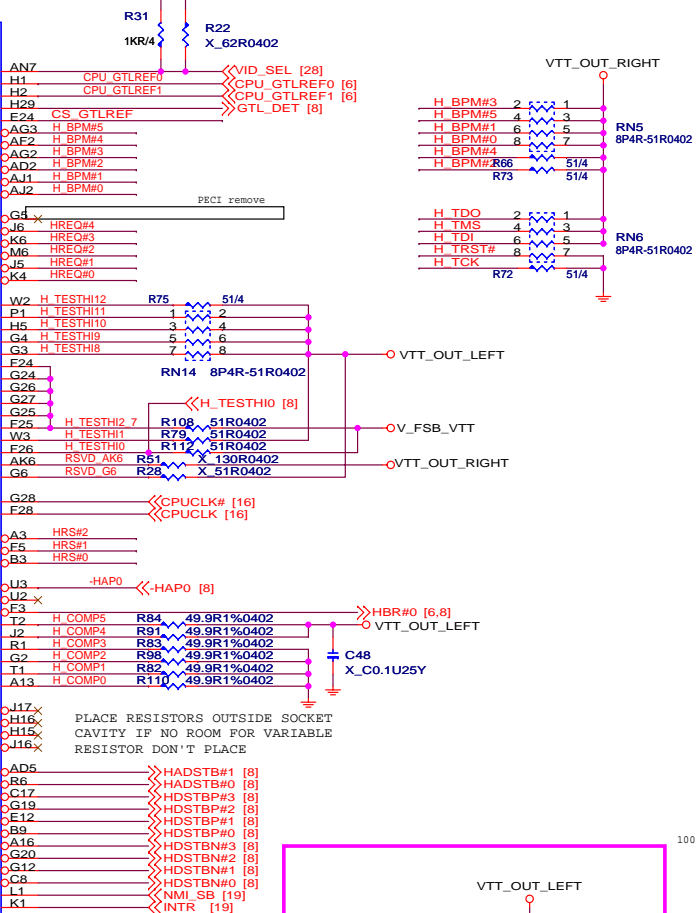 R31
1KR/4
R22
X_62R0402
AN7 VID_SEL [28]
H1 CPU_GTLREF0 CPU_GTLREF0 [6]
H2 CPU_GTLREF1 CPU_GTLREF1 [6]
H29 GTL_DET [8]
E24 CS_GTLREF
AG3 H_BPM#5
AF2 H_BPM#4
AG2 H_BPM#3
AD2 H_BPM#2
AJ1 H_BPM#1
AJ2 H_BPM#0
VTT_OUT_RIGHT
H_BPM#3 2 1
H_BPM#5 4 3
H_BPM#1 6 5
H_BPM#0 8 7
RN5
8P4R-51R0402
H_BPM#4 R66 51/4
H_BPM#2 R73 51/4
PECI remove
G5
J6 HREQ#4
K6 HREQ#3
M6 HREQ#2
J5 HREQ#1
K4 HREQ#0
H_TDO 2 1
H_TMS 4 3
H_TDI 6 5
H_TRST# 8 7
RN6
8P4R-51R0402
H_TCK R72 51/4
W2 H_TESTHI12 R75 51/4
P1 H_TESTHI11 1 2
H5 H_TESTHI10 3 4
G4 H_TESTHI9 5 6
G3 H_TESTHI8 7 8
VTT_OUT_LEFT
RN14 8P4R-51R0402
F24
G24
G26
G27
G25
H_TESTHI0 [8]
F25 H_TESTHI2_7 R108 51R0402 V_FSB_VTT
W3 H_TESTHI1 R79 51R0402
F26 H_TESTHI0 R112 51R0402
AK6 RSVD_AK6 R51 X_130R0402 VTT_OUT_RIGHT
G6 RSVD_G6 R28 X_51R0402
G28 CPUCLK# [16]
F28 CPUCLK [16]
A3 HRS#2
F5 HRS#1
B3 HRS#0
U3 -HAP0 -HAP0 [8]
U2
F3 HBR#0 [6,8]
T2 H_COMP5 R84 49.9R1%0402 VTT_OUT_LEFT
J2 H_COMP4 R91 49.9R1%0402
R1 H_COMP3 R83 49.9R1%0402
G2 H_COMP2 R98 49.9R1%0402
T1 H_COMP1 R82 49.9R1%0402
A13 H_COMP0 R110 49.9R1%0402
C48
X_C0.1U25Y
J17
H16
H15
J16
PLACE RESISTORS OUTSIDE SOCKET
CAVITY IF NO ROOM FOR VARIABLE
RESISTOR DON'T PLACE
AD5 HADSTB#1 [8]
R6 HADSTB#0 [8]
C17 HDSTBP#3 [8]
G19 HDSTBP#2 [8]
E12 HDSTBP#1 [8]
B9 HDSTBP#0 [8]
A16 HDSTBN#3 [8]
G20 HDSTBN#2 [8]
G12 HDSTBN#1 [8]
C8 HDSTBN#0 [8]
L1 NMI_SB [19]
K1 INTR [19]
100
VTT_OUT_LEFT